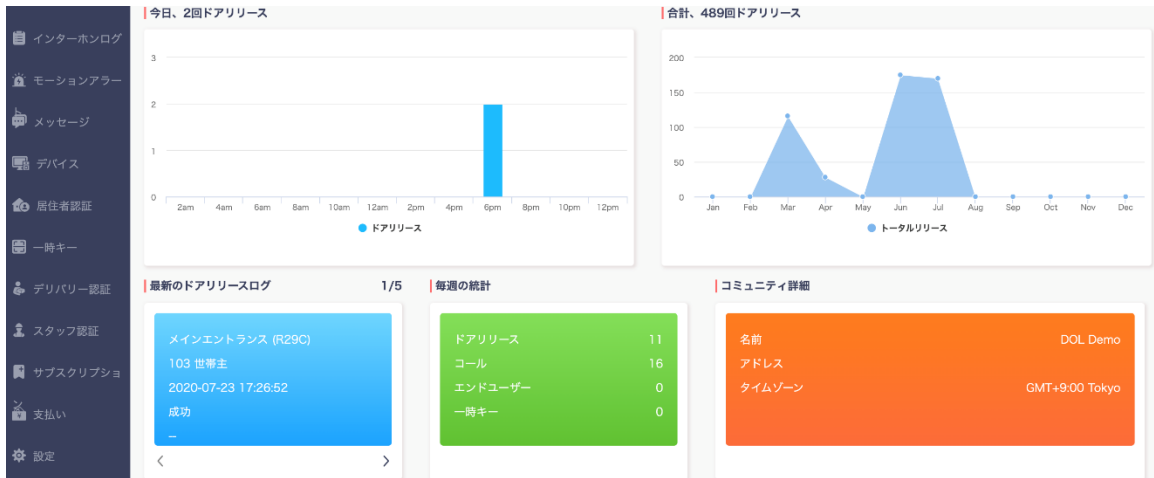 インターホンログ
モーションアラー
メッセージ
デバイス
居住者認証
一時キー
デリバリー認証
スタッフ認証
サブスクリプショ
支払い
設定
今日、2回ドアリリース
3
2
1
0
2am 4am 6am 8am 10am 12am 2pm 4pm 6pm 8pm 10pm 12pm
ドアリリース
合計、489回ドアリリース
200
150
100
50
0
Jan Feb Mar Apr May Jun Jul Aug Sep Oct Nov Dec
トータルリリース
最新のドアリリースログ 1/5
メインエントランス (R29C)
103 世帯主
2020-07-23 17:26:52
成功
--
毎週の統計
ドアリリース 11
コール 16
エンドユーザー 0
一時キー 0
コミュニティ詳細
名前 DOL Demo
アドレス
タイムゾーン GMT+9:00 Tokyo